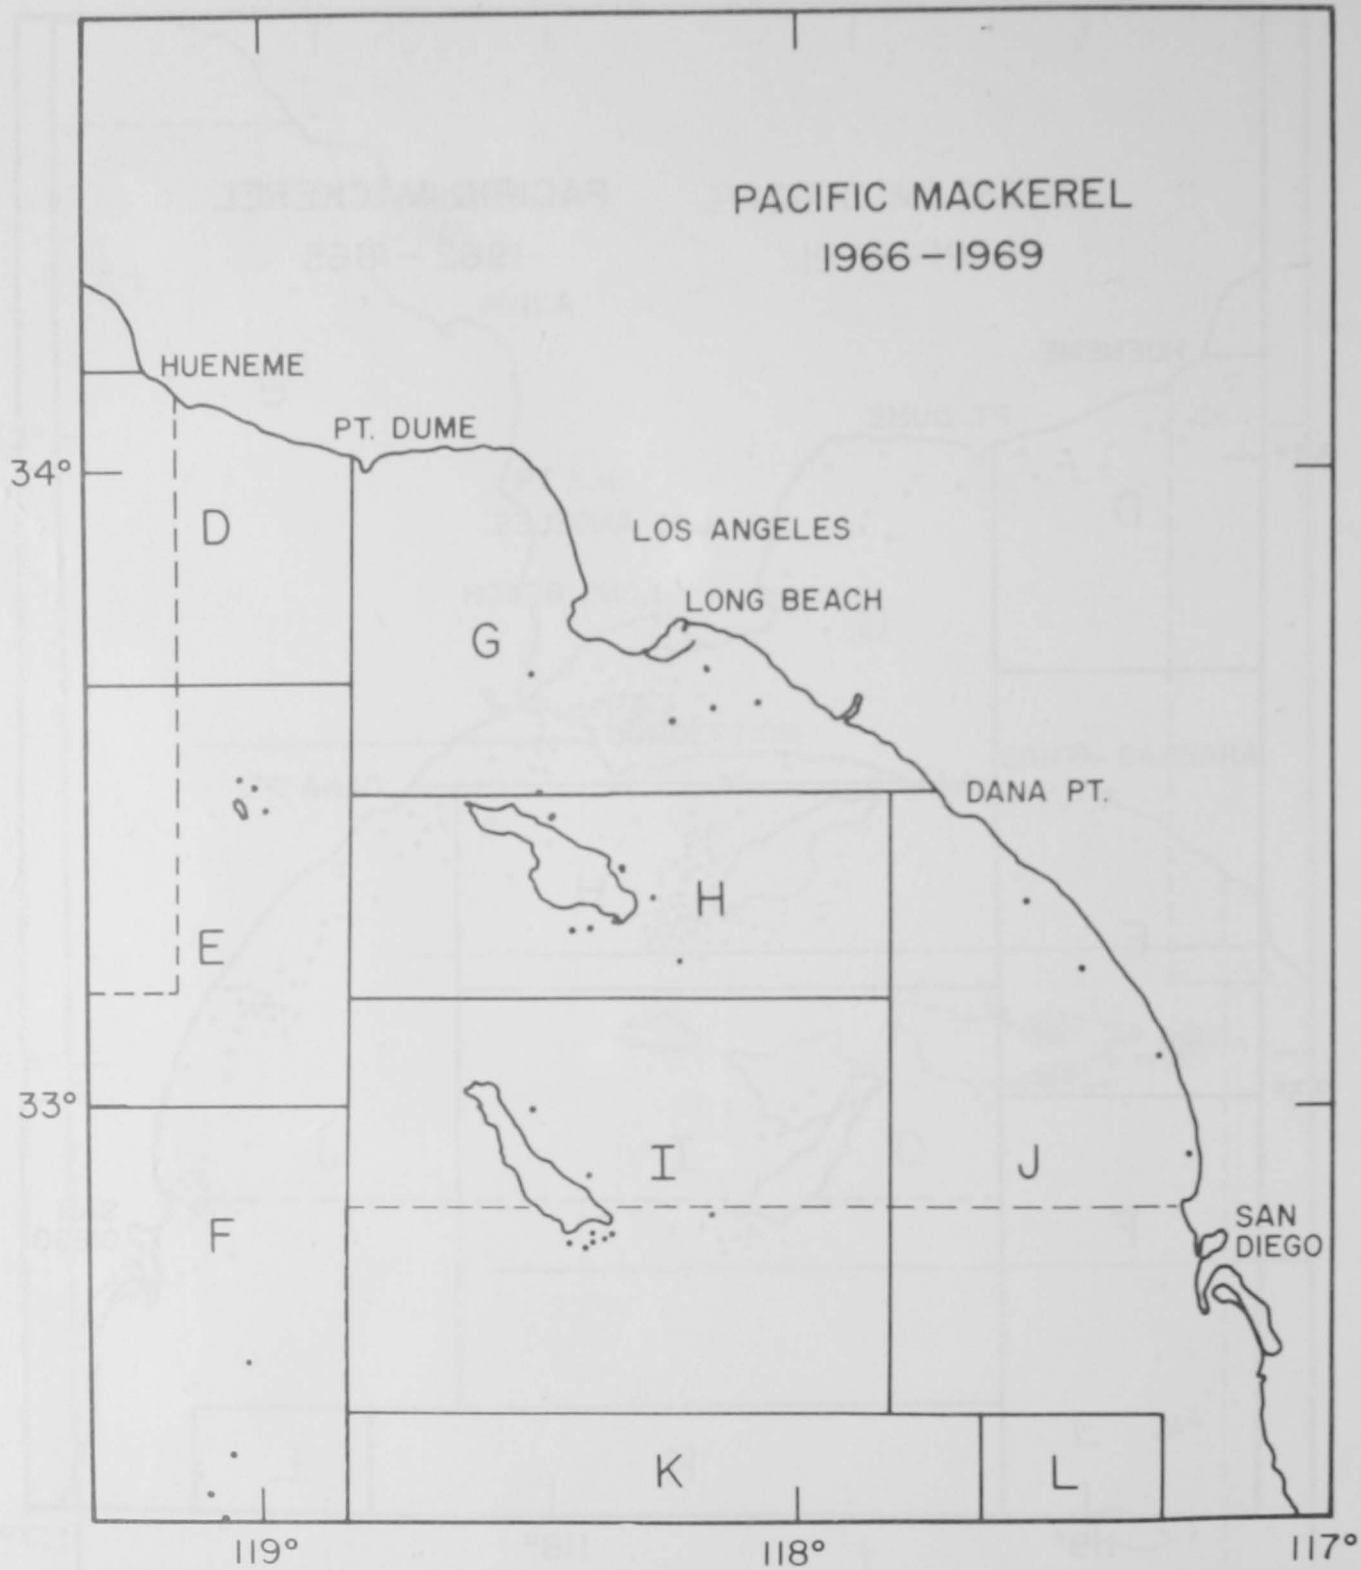 PACIFIC MACKEREL
1966-1969
HUENEME
PT. DUME
34°
D
LOS ANGELES
LONG BEACH
G
DANA PT.
H
E
33°
I
J
F
SAN
DIEGO
K
L
119°
118°
117°